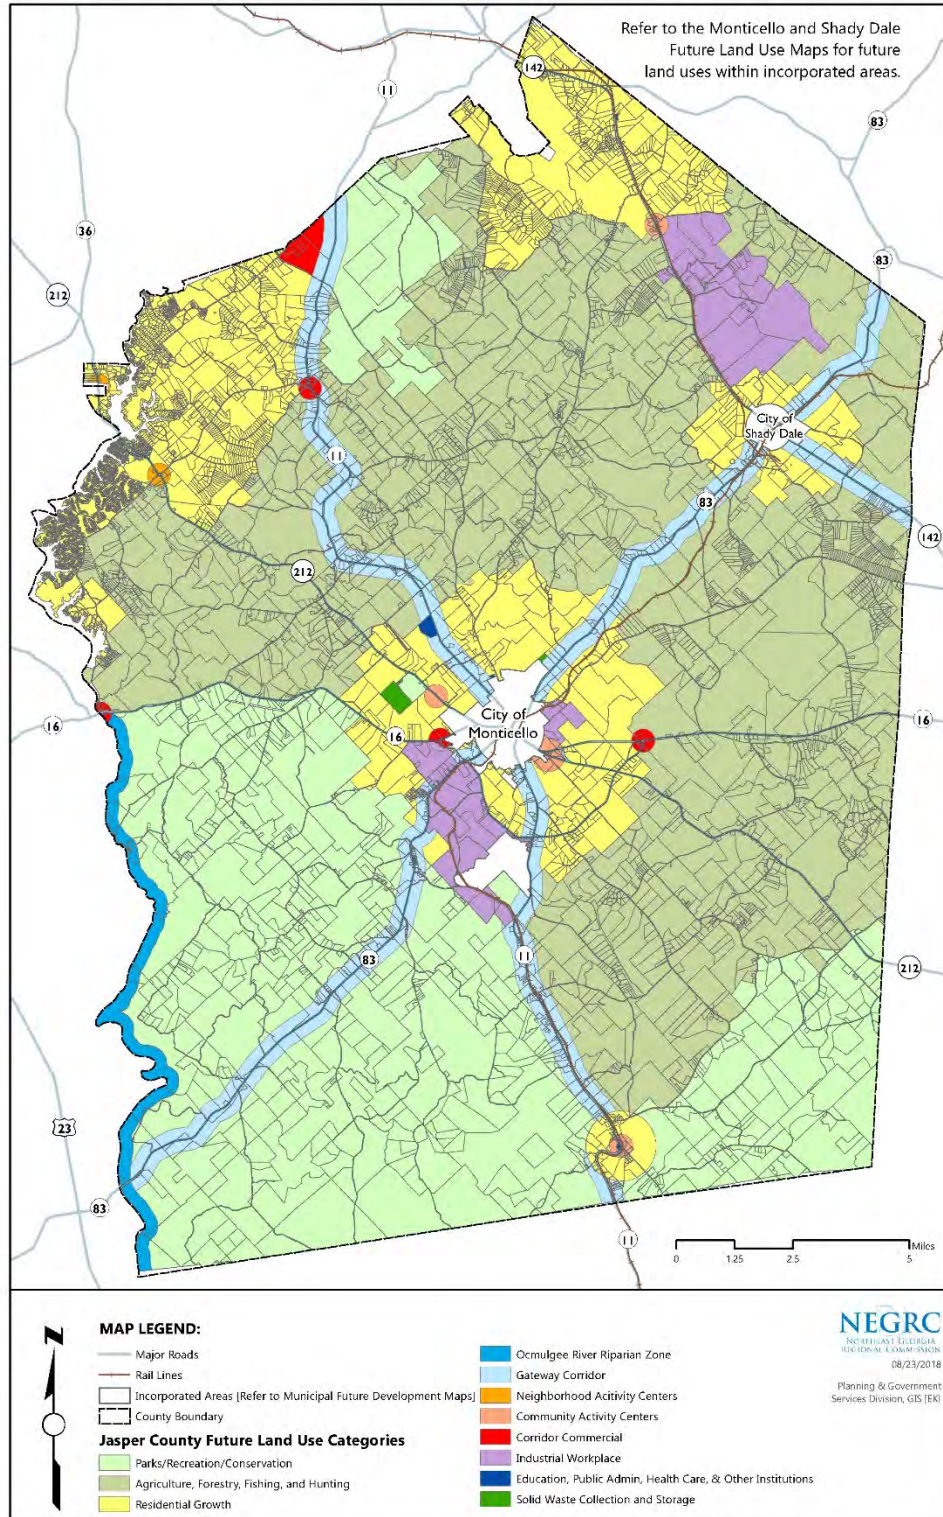 Refer to the Monticello and Shady Dale
Future Land Use Maps for future
land uses within incorporated areas.
142
11
83
36
83
212
City of
Shady Dale
11
83
142
212
City of
Monticello
16
16
16
83
11
212
23
83
11
0 1.25 2.5 5
Miles
N
MAP LEGEND:
Major Roads
Rail Lines
Incorporated Areas [Refer to Municipal Future Development Maps]
County Boundary
Jasper County Future Land Use Categories
Parks/Recreation/Conservation
Agriculture, Forestry, Fishing, and Hunting
Residential Growth
Ocmulgee River Riparian Zone
Gateway Corridor
Neighborhood Acitivity Centers
Community Activity Centers
Corridor Commercial
Industrial Workplace
Education, Public Admin, Health Care, & Other Institutions
Solid Waste Collection and Storage
NEGRC
NORTHEAST GEORGIA
REGIONAL COMMISSION
08/23/2018
Planning & Government
Services Division, GIS [EK]